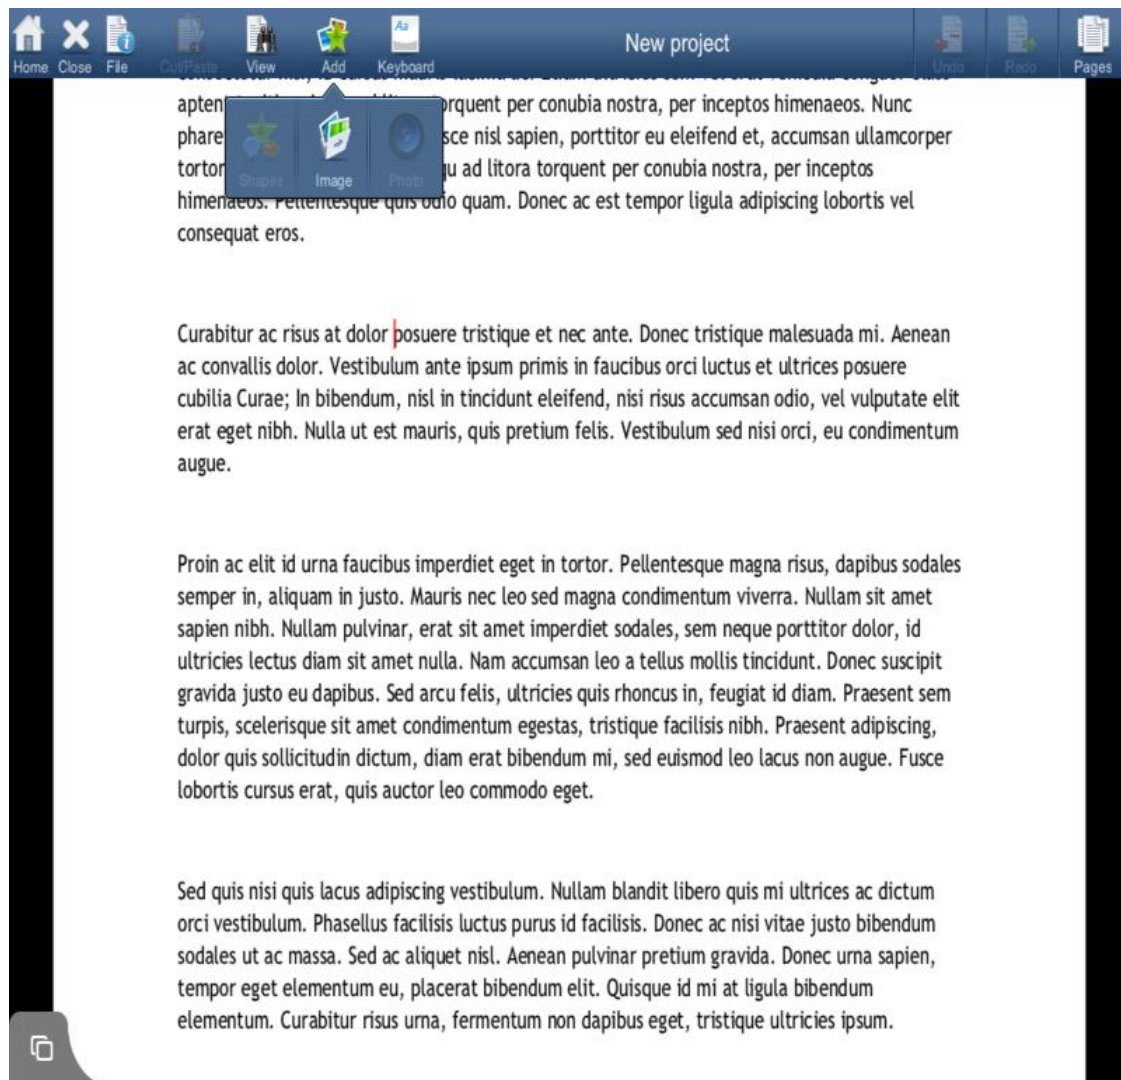 New project
Home Close File Cut/Paste View Add Keyboard Undo Redo Pages
aptent torquent per conubia nostra, per inceptos himenaeos. Nunc
phare sce nisl sapien, porttitor eu eleifend et, accumsan ullamcorper
tortor qu ad litora torquent per conubia nostra, per inceptos
Shapes Image Photo
himenaeos. Pellentesque quis odio quam. Donec ac est tempor ligula adipiscing lobortis vel
consequat eros.
Curabitur ac risus at dolor posuere tristique et nec ante. Donec tristique malesuada mi. Aenean
ac convallis dolor. Vestibulum ante ipsum primis in faucibus orci luctus et ultrices posuere
cubilia Curae; In bibendum, nisl in tincidunt eleifend, nisi risus accumsan odio, vel vulputate elit
erat eget nibh. Nulla ut est mauris, quis pretium felis. Vestibulum sed nisi orci, eu condimentum
augue.
Proin ac elit id urna faucibus imperdiet eget in tortor. Pellentesque magna risus, dapibus sodales
semper in, aliquam in justo. Mauris nec leo sed magna condimentum viverra. Nullam sit amet
sapien nibh. Nullam pulvinar, erat sit amet imperdiet sodales, sem neque porttitor dolor, id
ultricies lectus diam sit amet nulla. Nam accumsan leo a tellus mollis tincidunt. Donec suscipit
gravida justo eu dapibus. Sed arcu felis, ultricies quis rhoncus in, feugiat id diam. Praesent sem
turpis, scelerisque sit amet condimentum egestas, tristique facilisis nibh. Praesent adipiscing,
dolor quis sollicitudin dictum, diam erat bibendum mi, sed euismod leo lacus non augue. Fusce
lobortis cursus erat, quis auctor leo commodo eget.
Sed quis nisi quis lacus adipiscing vestibulum. Nullam blandit libero quis mi ultrices ac dictum
orci vestibulum. Phasellus facilisis luctus purus id facilisis. Donec ac nisi vitae justo bibendum
sodales ut ac massa. Sed ac aliquet nisl. Aenean pulvinar pretium gravida. Donec urna sapien,
tempor eget elementum eu, placerat bibendum elit. Quisque id mi at ligula bibendum
elementum. Curabitur risus urna, fermentum non dapibus eget, tristique ultricies ipsum.